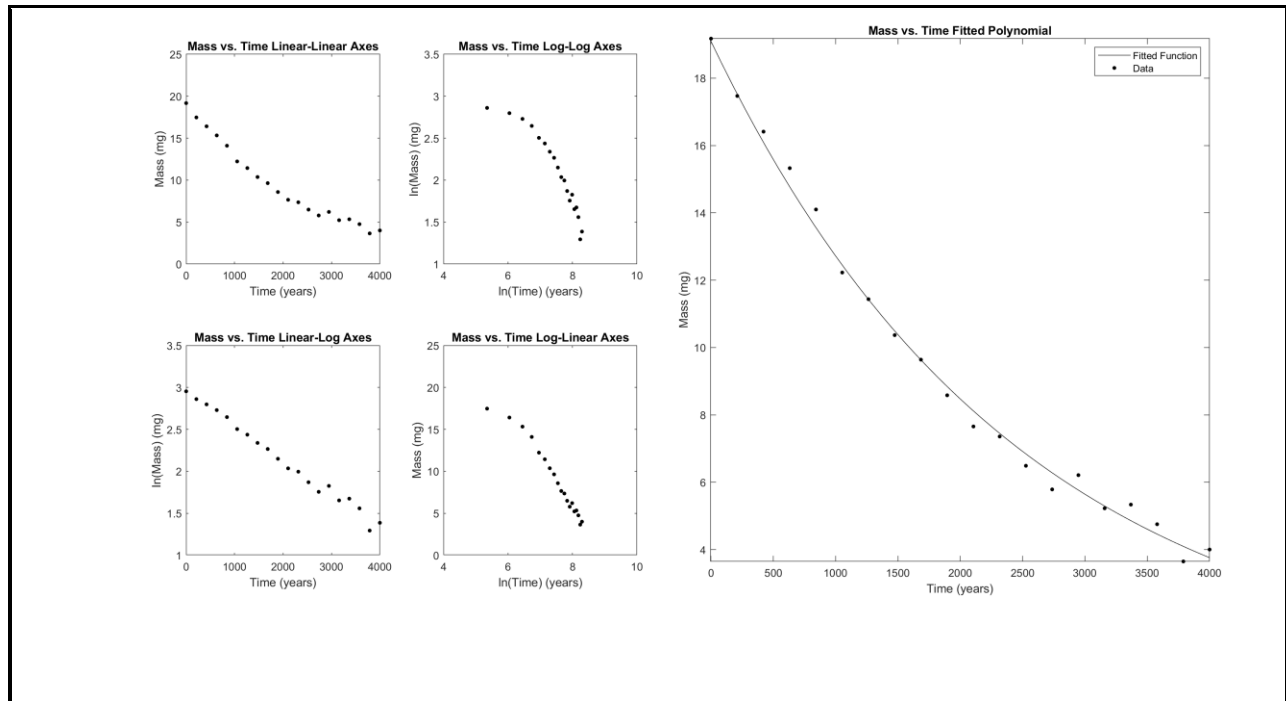 Mass vs. Time Linear-Linear Axes
25
20
15
10
5
0
Mass (mg)
0 1000 2000 3000 4000
Time (years)
Mass vs. Time Log-Log Axes
3.5
3
2.5
2
1.5
1
ln(Mass) (mg)
4 6 8 10
ln(Time) (years)
Mass vs. Time Linear-Log Axes
3.5
3
2.5
2
1.5
1
ln(Mass) (mg)
0 1000 2000 3000 4000
Time (years)
Mass vs. Time Log-Linear Axes
25
20
15
10
5
0
Mass (mg)
4 6 8 10
ln(Time) (years)
Mass vs. Time Fitted Polynomial
Fitted Function
Data
18
16
14
12
10
8
6
4
Mass (mg)
0 500 1000 1500 2000 2500 3000 3500 4000
Time (years)